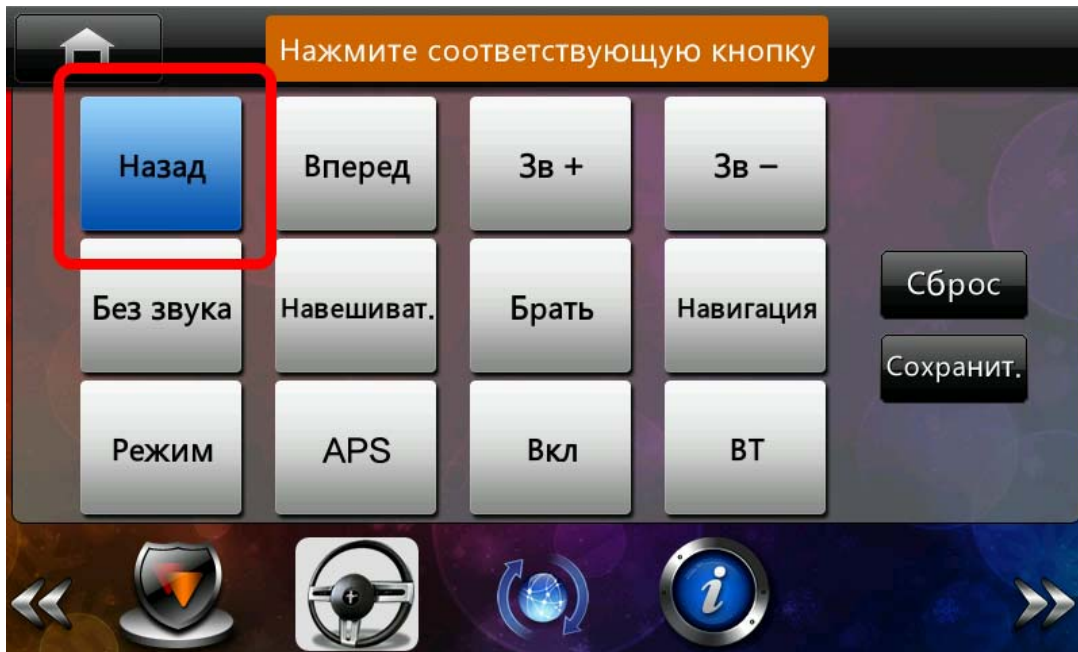 Нажмите соответствующую кнопку
Назад
Вперед
Зв +
Зв –
Без звука
Навешиват.
Брать
Навигация
Сброс
Сохранит.
Режим
APS
Вкл
BT
i